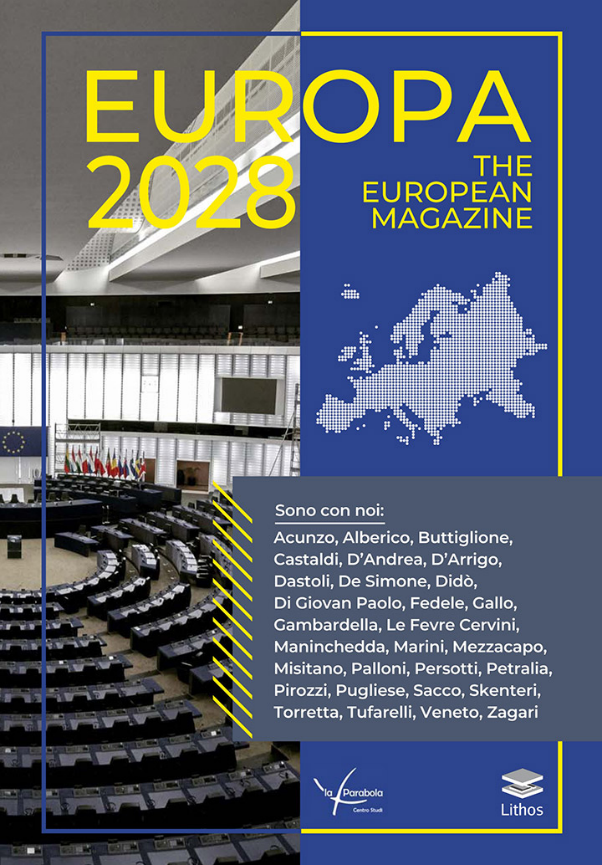 EUROPA
2028
THE
EUROPEAN
MAGAZINE
Sono con noi:
Acunzo, Alberico, Buttiglione,
Castaldi, D'Andrea, D'Arrigo,
Dastoli, De Simone, Didò,
Di Giovan Paolo, Fedele, Gallo,
Gambardella, Le Fevre Cervini,
Maninchedda, Marini, Mezzacapo,
Misitano, Palloni, Persotti, Petralia,
Pirozzi, Pugliese, Sacco, Skenteri,
Torretta, Tufarelli, Veneto, Zagari
la Parabola
Centro Studi
Lithos